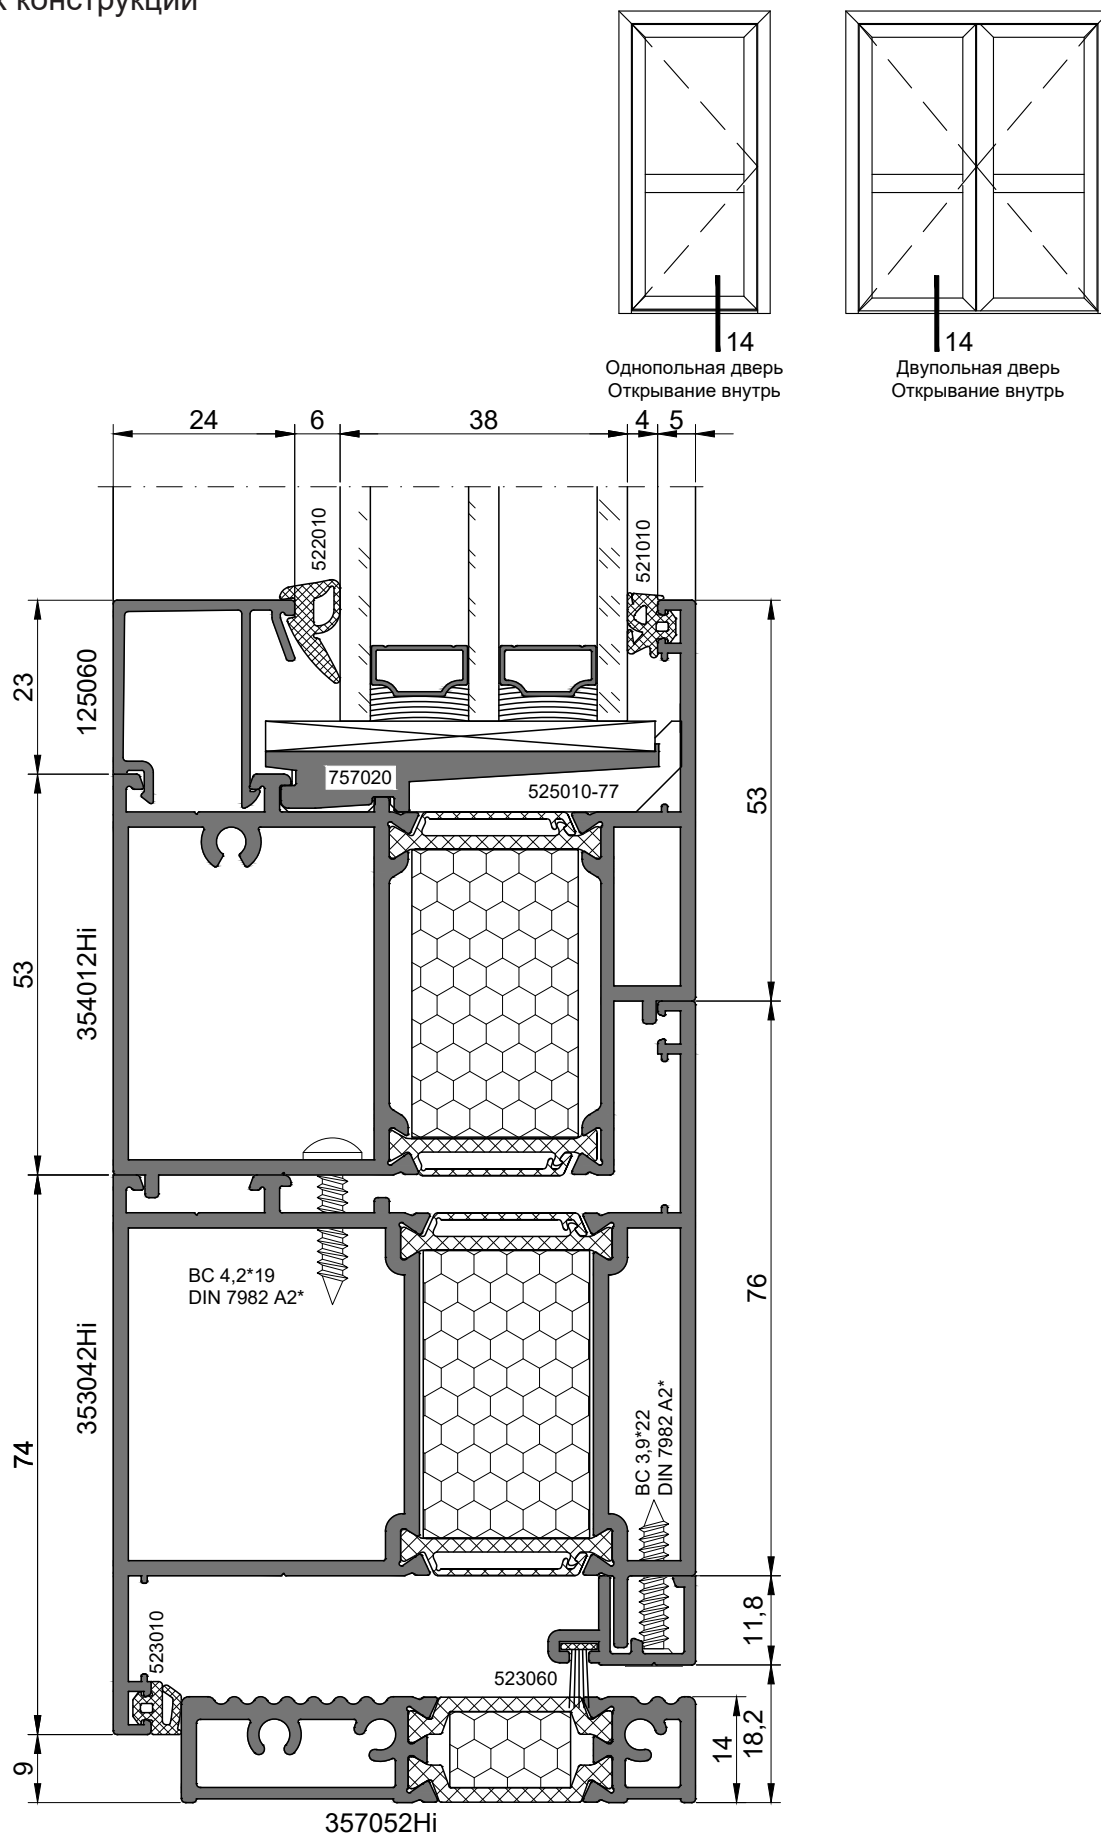 к конструкции
14
Однопольная дверь
Открывание внутрь
14
Двупольная дверь
Открывание внутрь
24
6
38
4
5
522010
521010
23
125060
757020
525010-77
53
53
354012Hi
BC 4,2*19
DIN 7982 A2*
76
353042Hi
74
BC 3,9*22
DIN 7982 A2*
523010
11,8
523060
9
14
18,2
357052Hi